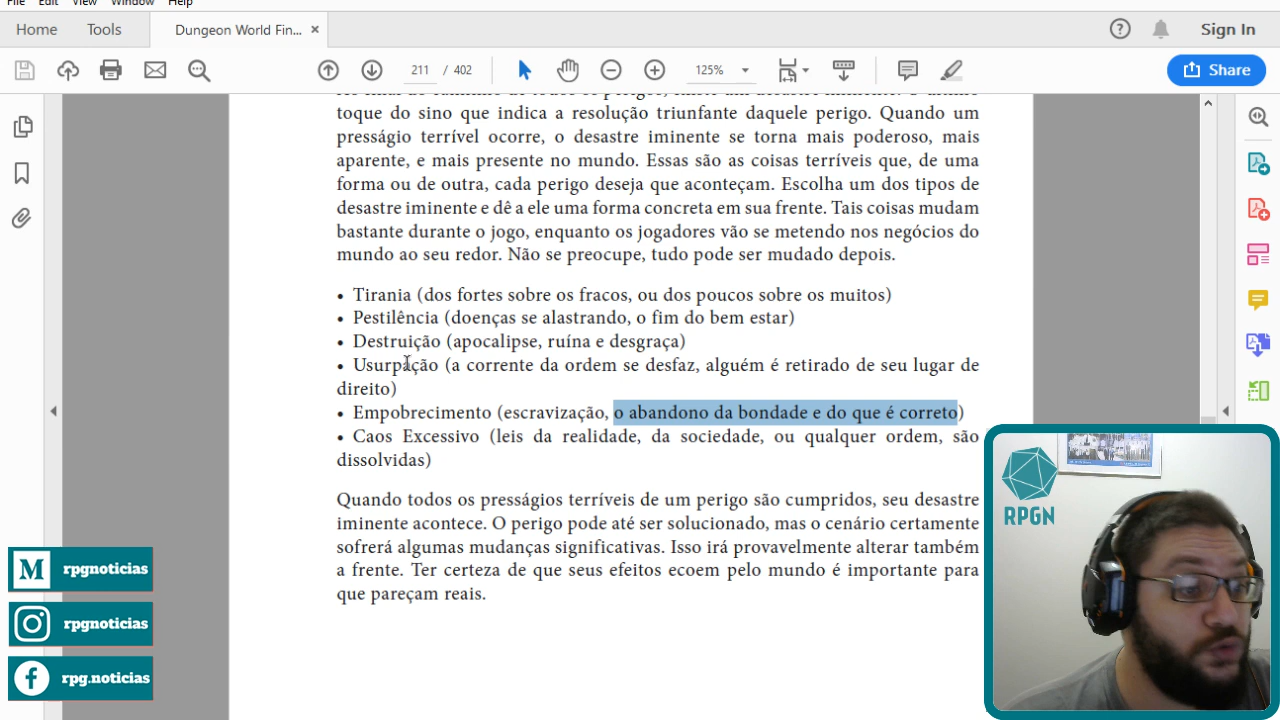 File Edit View Window Help
Home Tools Dungeon World Fin... × Sign In
211 / 402 125% Share
toque do sino que indica a resolução triunfante daquele perigo. Quando um
presságio terrível ocorre, o desastre iminente se torna mais poderoso, mais
aparente, e mais presente no mundo. Essas são as coisas terríveis que, de uma
forma ou de outra, cada perigo deseja que aconteçam. Escolha um dos tipos de
desastre iminente e dê a ele uma forma concreta em sua frente. Tais coisas mudam
bastante durante o jogo, enquanto os jogadores vão se metendo nos negócios do
mundo ao seu redor. Não se preocupe, tudo pode ser mudado depois.
• Tirania (dos fortes sobre os fracos, ou dos poucos sobre os muitos)
• Pestilência (doenças se alastrando, o fim do bem estar)
• Destruição (apocalipse, ruína e desgraça)
• Usurpação (a corrente da ordem se desfaz, alguém é retirado de seu lugar de
direito)
• Empobrecimento (escravização, o abandono da bondade e do que é correto)
• Caos Excessivo (leis da realidade, da sociedade, ou qualquer ordem, são
dissolvidas)
Quando todos os presságios terríveis de um perigo são cumpridos, seu desastre
iminente acontece. O perigo pode até ser solucionado, mas o cenário certamente
sofrerá algumas mudanças significativas. Isso irá provavelmente alterar também
a frente. Ter certeza de que seus efeitos ecoem pelo mundo é importante para
que pareçam reais.
M rpgnoticias
rpgnoticias
rpg.noticias
RPGN